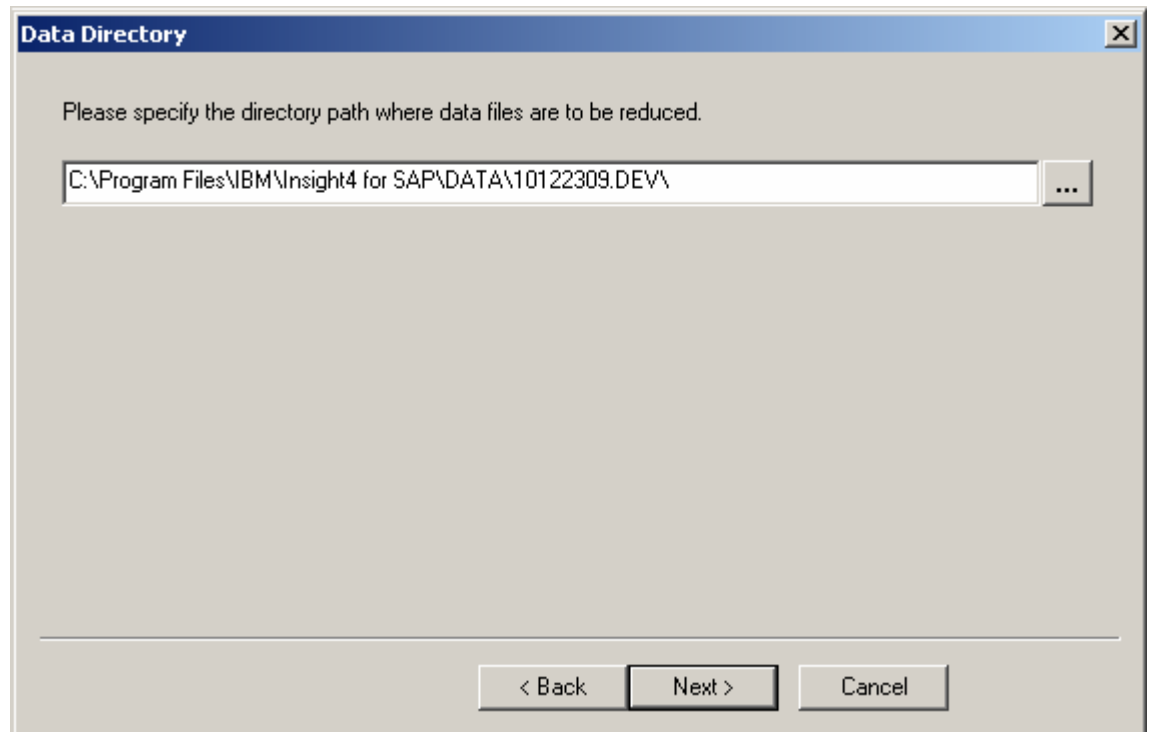 Data Directory
Please specify the directory path where data files are to be reduced.
C:\Program Files\IBM\Insight4 for SAP\DATA\10122309.DEV\
...
< Back
Next >
Cancel